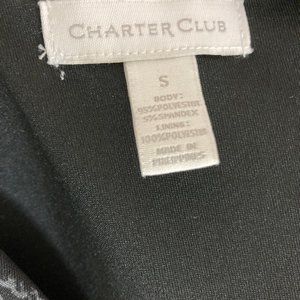 CHARTER CLUB
S
BODY:
95%POLYESTER
5%SPANDEX
LINING:
100%POLYESTER
MADE IN
PHILIPPINES